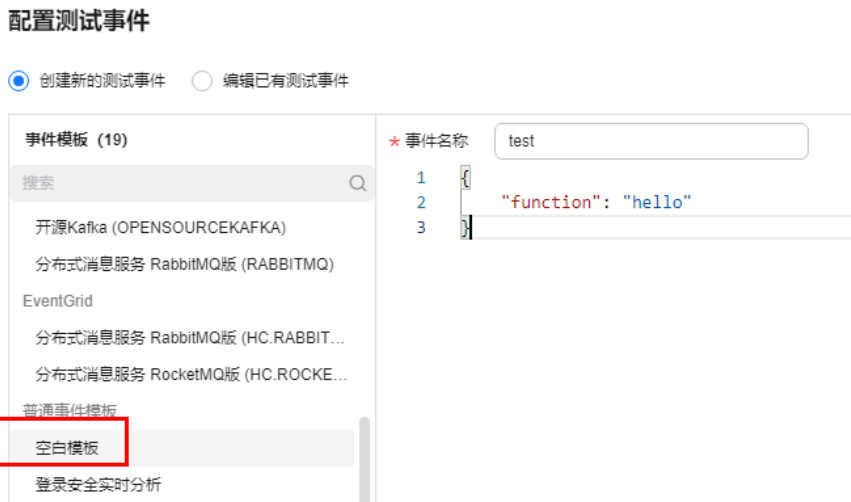 配置测试事件
创建新的测试事件 编辑已有测试事件
事件模板（19）
搜索
开源Kafka (OPENSOURCEKAFKA)
分布式消息服务 RabbitMQ版 (RABBITMQ)
EventGrid
分布式消息服务 RabbitMQ版 (HC.RABBIT...
分布式消息服务 RocketMQ版 (HC.ROCKE...
普通事件模板
空白模板
登录安全实时分析
* 事件名称 test
1 {
2 "function": "hello"
3 }